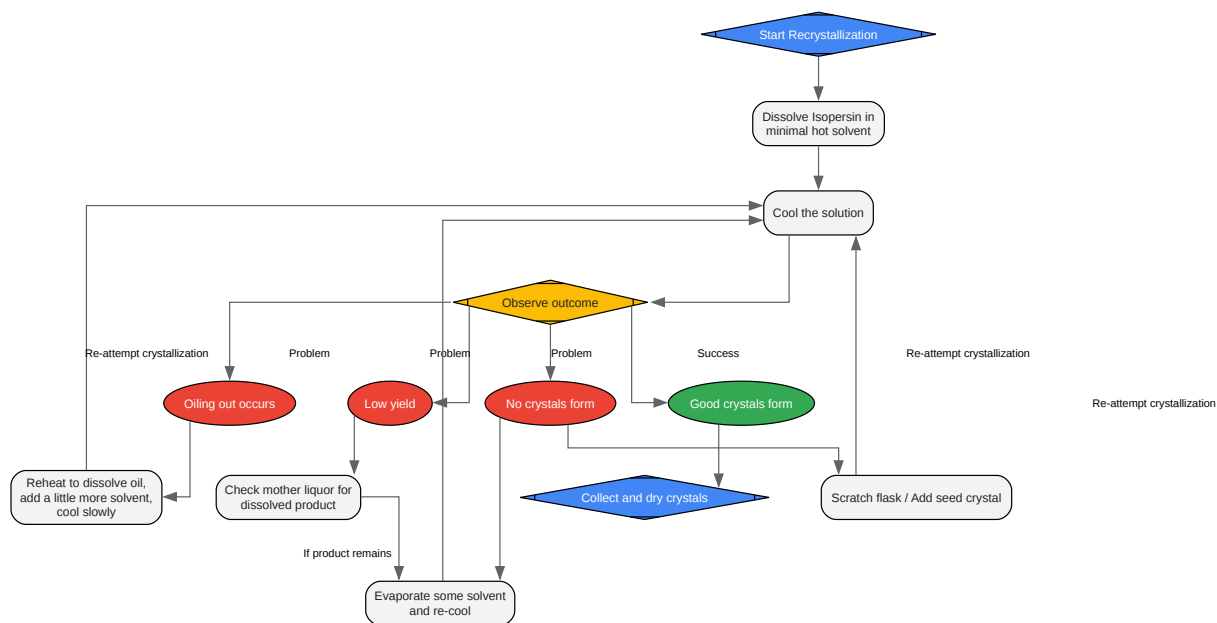 Start Recrystallization
Dissolve Isopersin in
minimal hot solvent
Cool the solution
Observe outcome
Re-attempt crystallization
Problem
Problem
Problem
Success
Re-attempt crystallization
Oiling out occurs
Low yield
No crystals form
Good crystals form
Re-attempt crystallization
Reheat to dissolve oil,
add a little more solvent,
cool slowly
Check mother liquor for
dissolved product
Collect and dry crystals
Scratch flask / Add seed crystal
If product remains
Evaporate some solvent
and re-cool